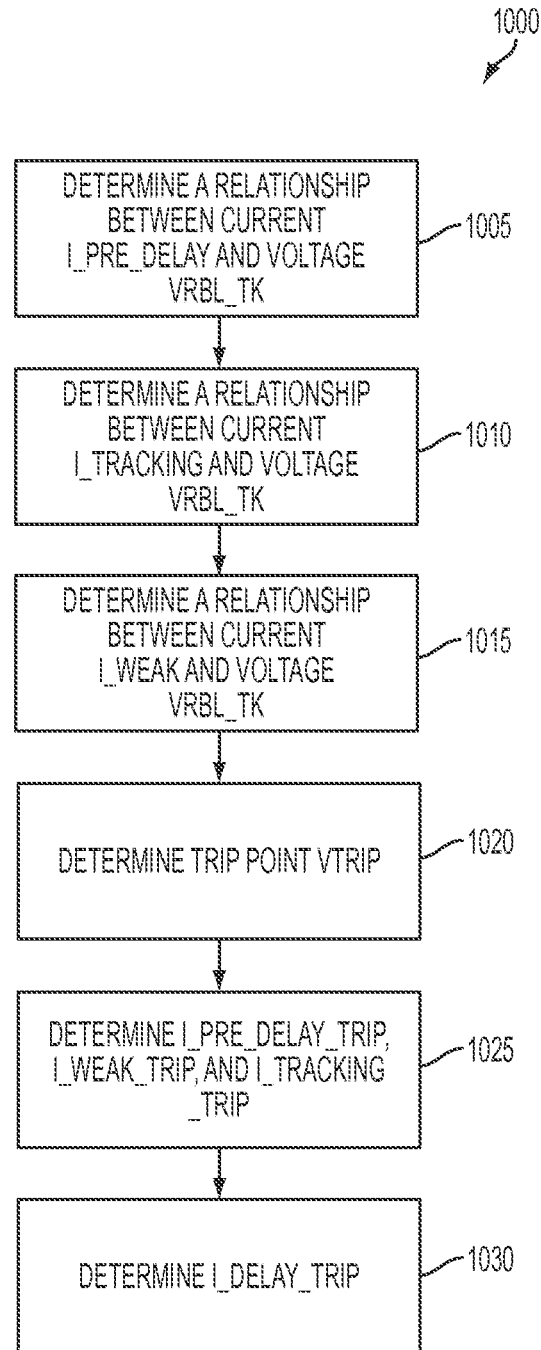 1000
DETERMINE A RELATIONSHIP
BETWEEN CURRENT
I_PRE_DELAY AND VOLTAGE
VRBL_TK
1005
DETERMINE A RELATIONSHIP
BETWEEN CURRENT
I_TRACKING AND VOLTAGE
VRBL_TK
1010
DETERMINE A RELATIONSHIP
BETWEEN CURRENT
I_WEAK AND VOLTAGE
VRBL_TK
1015
DETERMINE TRIP POINT VTRIP
1020
DETERMINE I_PRE_DELAY_TRIP,
I_WEAK_TRIP, AND I_TRACKING
_TRIP
1025
DETERMINE I_DELAY_TRIP
1030